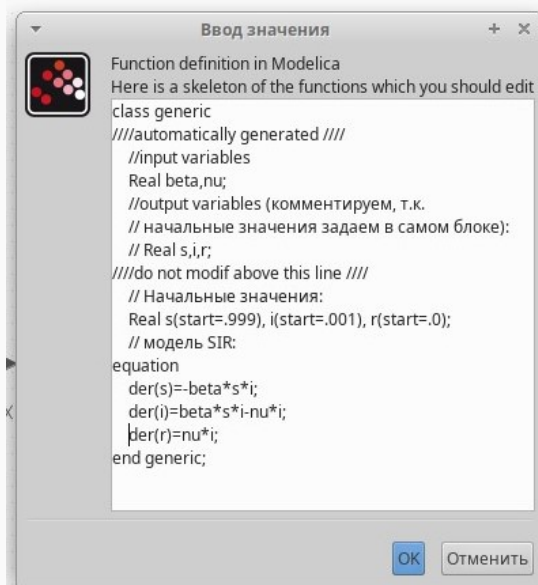 Ввод значения
Function definition in Modelica
Here is a skeleton of the functions which you should edit
class generic
////automatically generated ////
//input variables
Real beta,nu;
//output variables (комментируем, т.к.
// начальные значения задаем в самом блоке):
// Real s,i,r;
////do not modif above this line ////
// Начальные значения:
Real s(start=.999), i(start=.001), r(start=.0);
// модель SIR:
equation
der(s)=-beta*s*i;
der(i)=beta*s*i-nu*i;
der(r)=nu*i;
end generic;
OK
Отменить